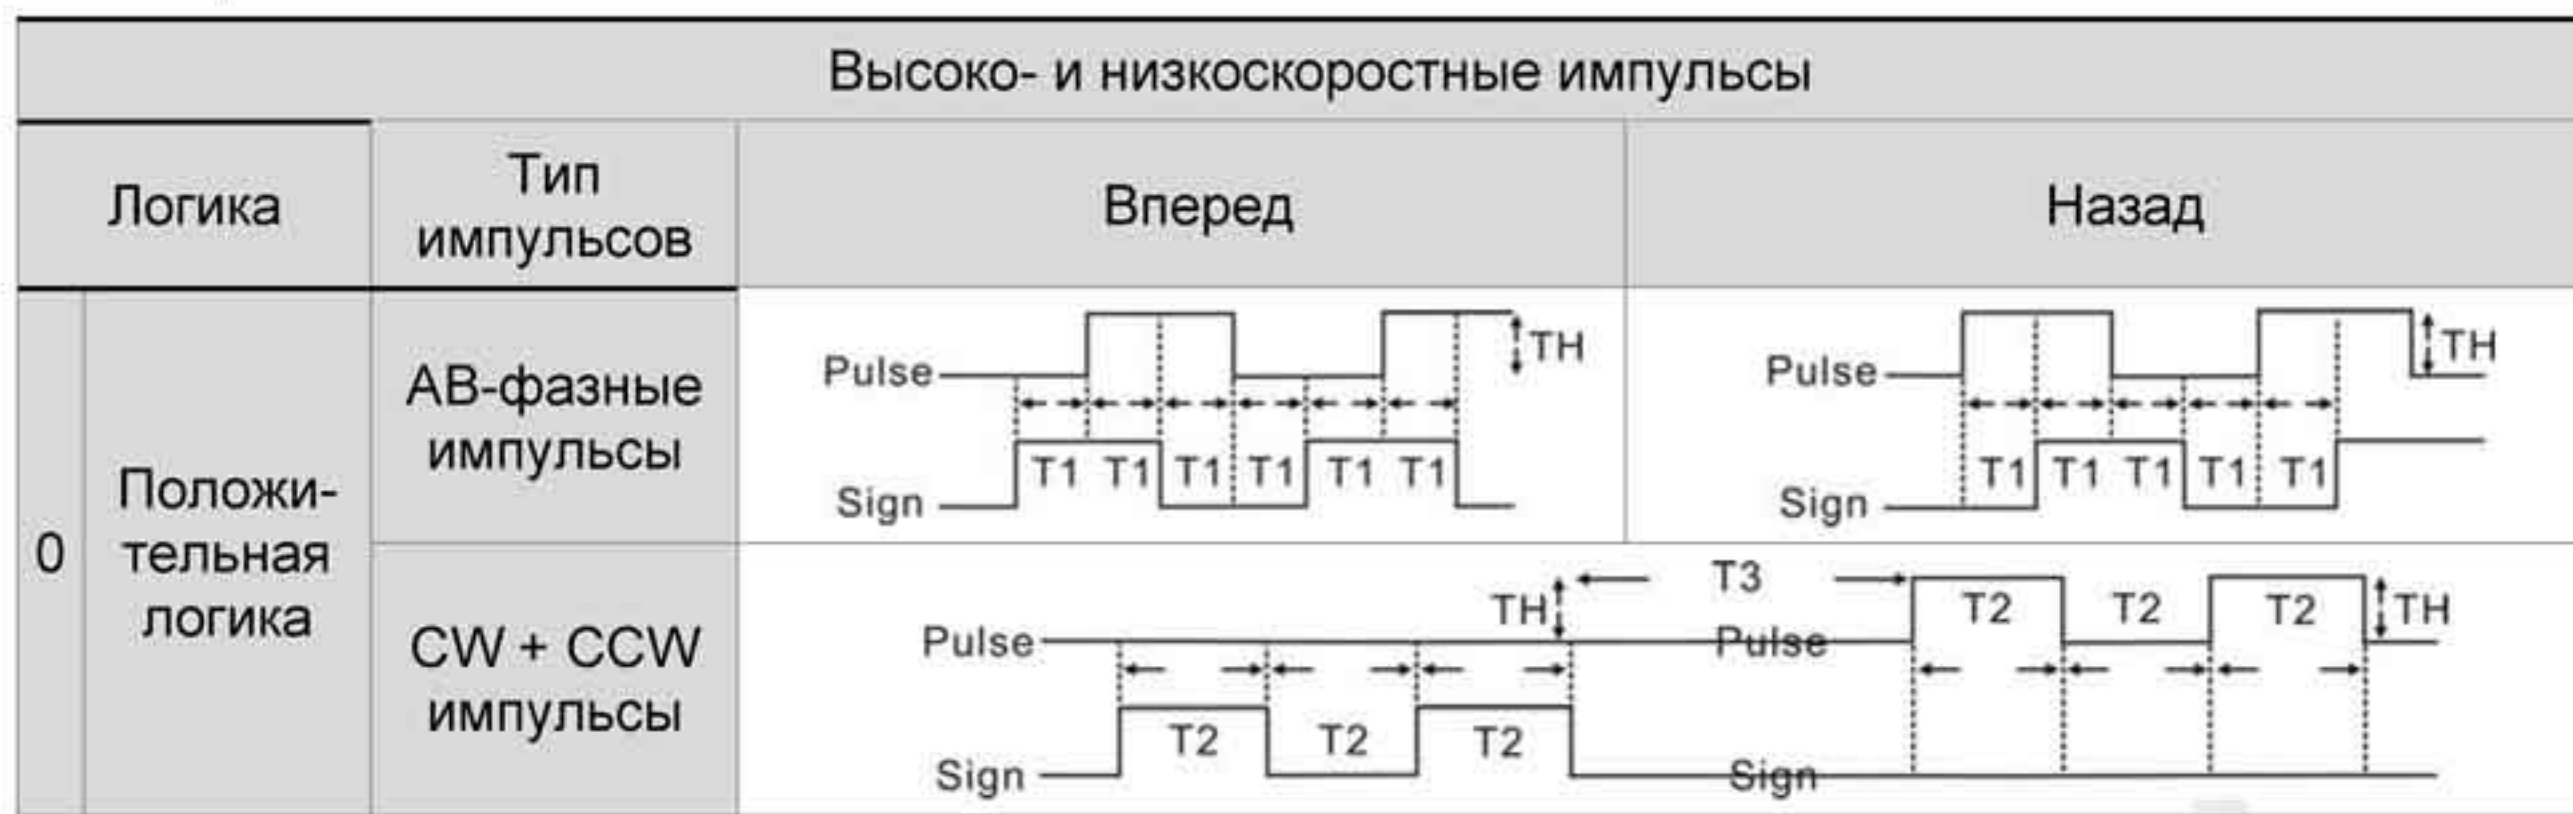 Высоко- и низкоскоростные импульсы
Логика
Тип
импульсов
Вперед
Назад
0
Положи-
тельная
логика
АВ-фазные
импульсы
Pulse
TH
T1 T1 T1 T1 T1 T1
Sign
Pulse
TH
T1 T1 T1 T1 T1
Sign
CW + CCW
импульсы
TH
T3
Pulse
T2 T2 T2
Sign
Pulse
T2 T2 T2
TH
Sign